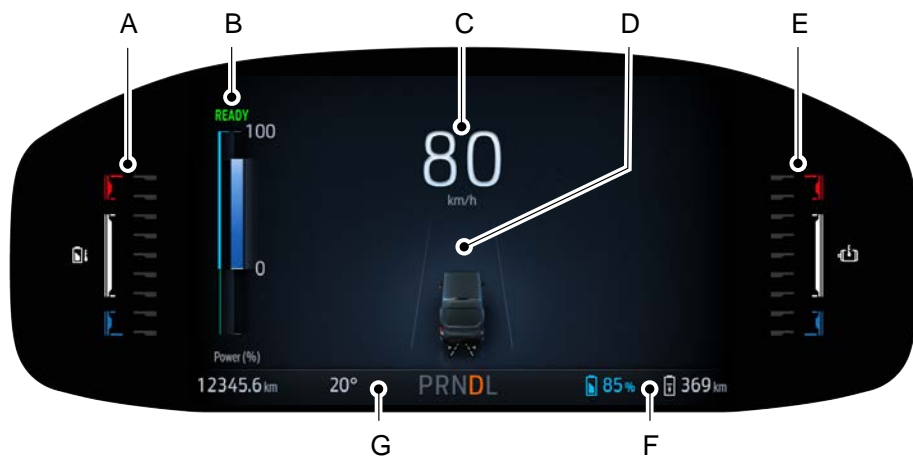 A B C D E
READY
100
80
km/h
0
Power (%)
12345.6 km 20° PRNDL 85% 369 km
G F